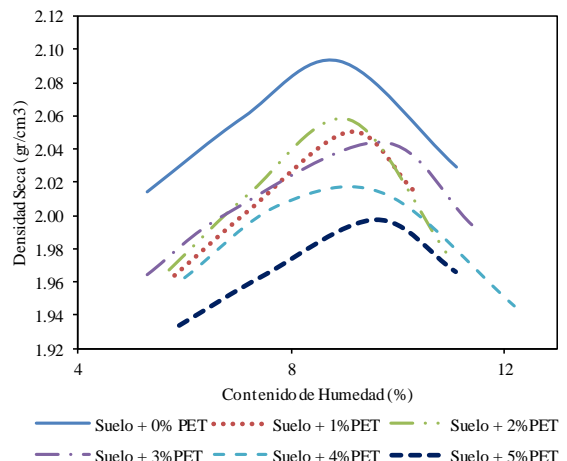 2.12
2.10
2.08
2.06
2.04
2.02
2.00
1.98
1.96
1.94
1.92
Densidad Seca (gr/cm3)
4 8 12
Contenido de Humedad (%)
Suelo + 0% PET Suelo + 1%PET Suelo + 2%PET
Suelo + 3%PET Suelo + 4%PET Suelo + 5%PET